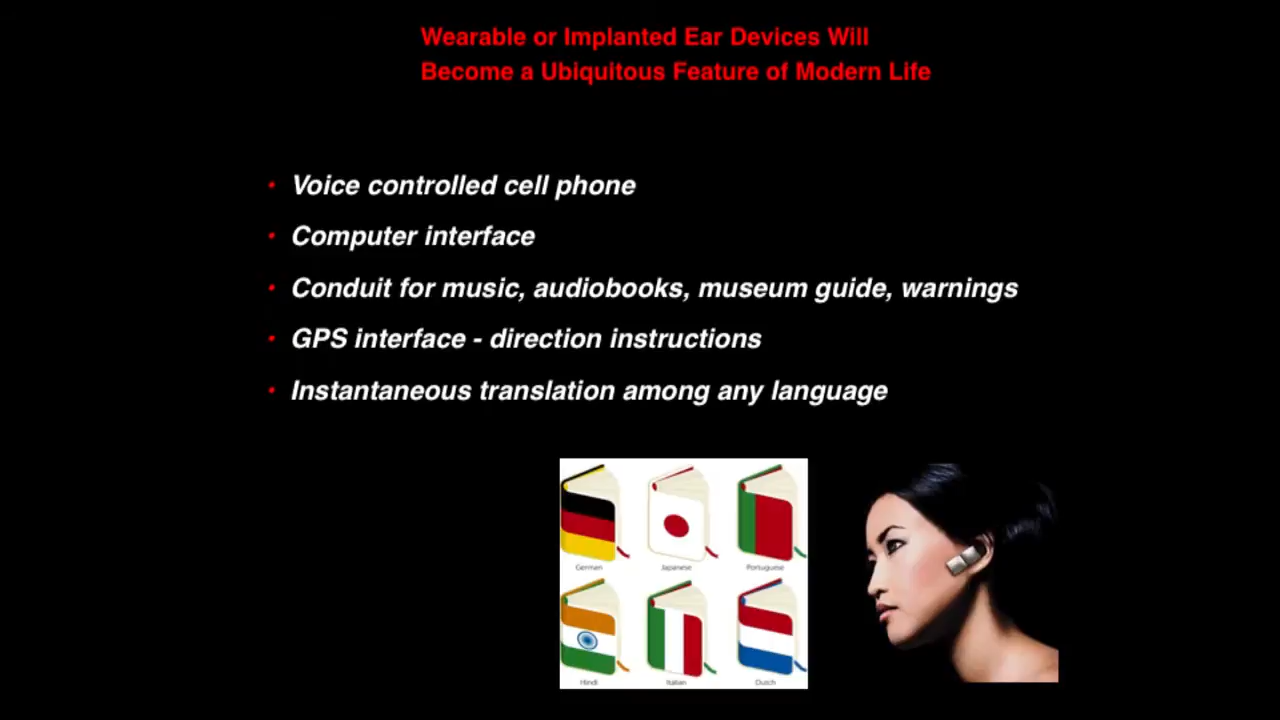 Wearable or Implanted Ear Devices Will
Become a Ubiquitous Feature of Modern Life
• Voice controlled cell phone
• Computer interface
• Conduit for music, audiobooks, museum guide, warnings
• GPS interface - direction instructions
• Instantaneous translation among any language
German Japanese Portuguese
Hindi Italian Dutch